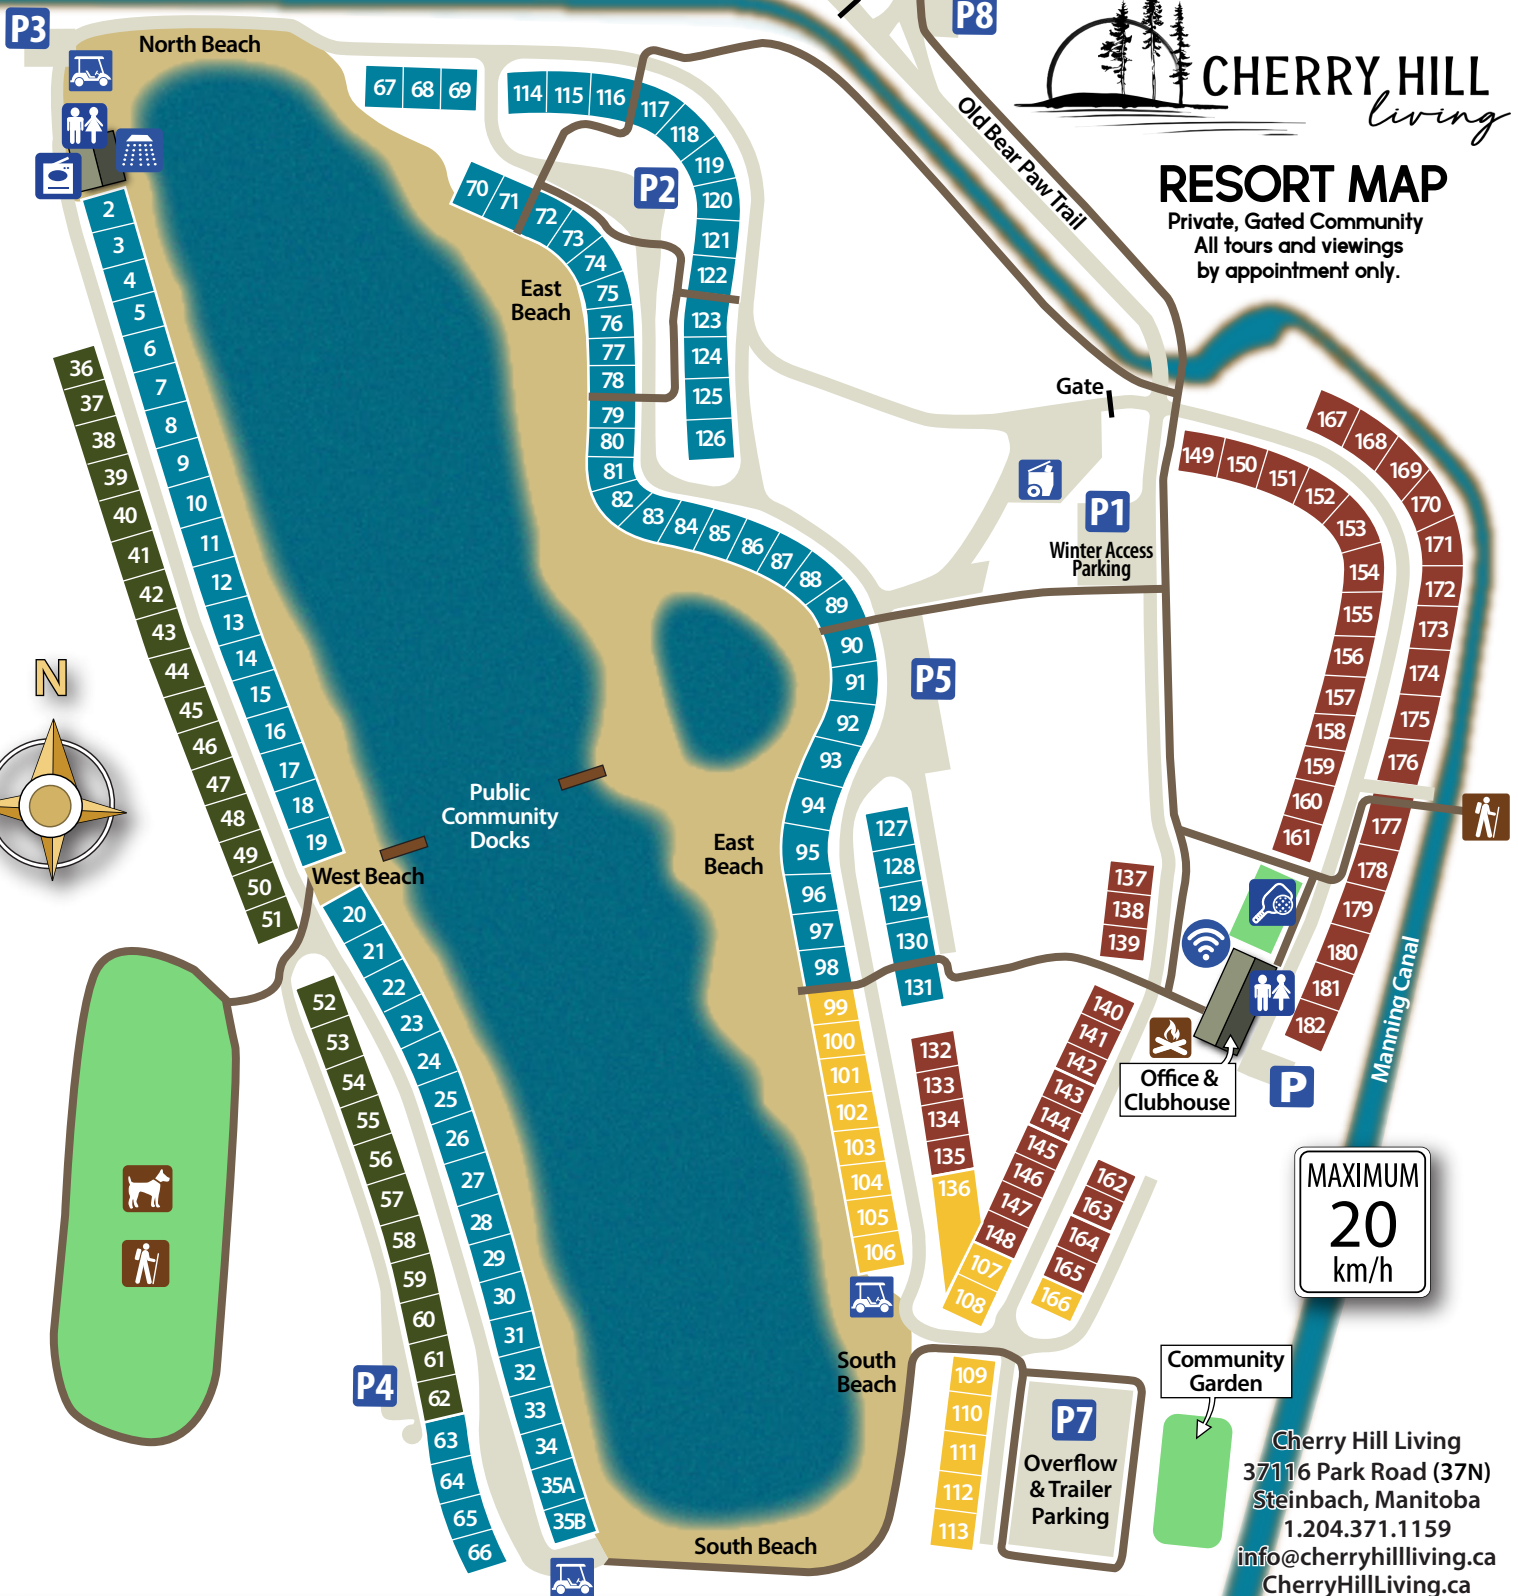 P3
North Beach
P8
CHERRY HILL
living
RESORT MAP
Private, Gated Community
All tours and viewings
by appointment only.
Old Bear Paw Trail
67 68 69
114 115 116 117 118 119 120 121 122 123 124 125 126
P2
70 71 72 73 74 75 76 77 78 79 80 81 82 83 84 85 86 87 88 89 90 91 92 93 94 95 96 97 98
East
Beach
2
3
4
5
6
7
8
9
10
11
12
13
14
15
16
17
18
19
36
37
38
39
40
41
42
43
44
45
46
47
48
49
50
51
N
Gate
P1
Winter Access
Parking
149 150 151 152 153 154 155 156 157 158 159 160 161
167 168 169 170 171 172 173 174 175 176 177 178 179 180 181 182
P5
Public
Community
Docks
East
Beach
West Beach
20
21
22
23
24
25
26
27
28
29
30
31
32
33
34
35A
35B
52
53
54
55
56
57
58
59
60
61
62
63
64
65
66
P4
127
128
129
130
131
99
100
101
102
103
104
105
106
132
133
134
135
136
137
138
139
140
141
142
143
144
145
146
147
148
107
108
162
163
164
165
166
Office &
Clubhouse
P
Manning Canal
MAXIMUM
20
km/h
South
Beach
109
110
111
112
113
P7
Overflow
& Trailer
Parking
South Beach
Community
Garden
Cherry Hill Living
37116 Park Road (37N)
Steinbach, Manitoba
1.204.371.1159
info@cherryhillliving.ca
CherryHillLiving.ca